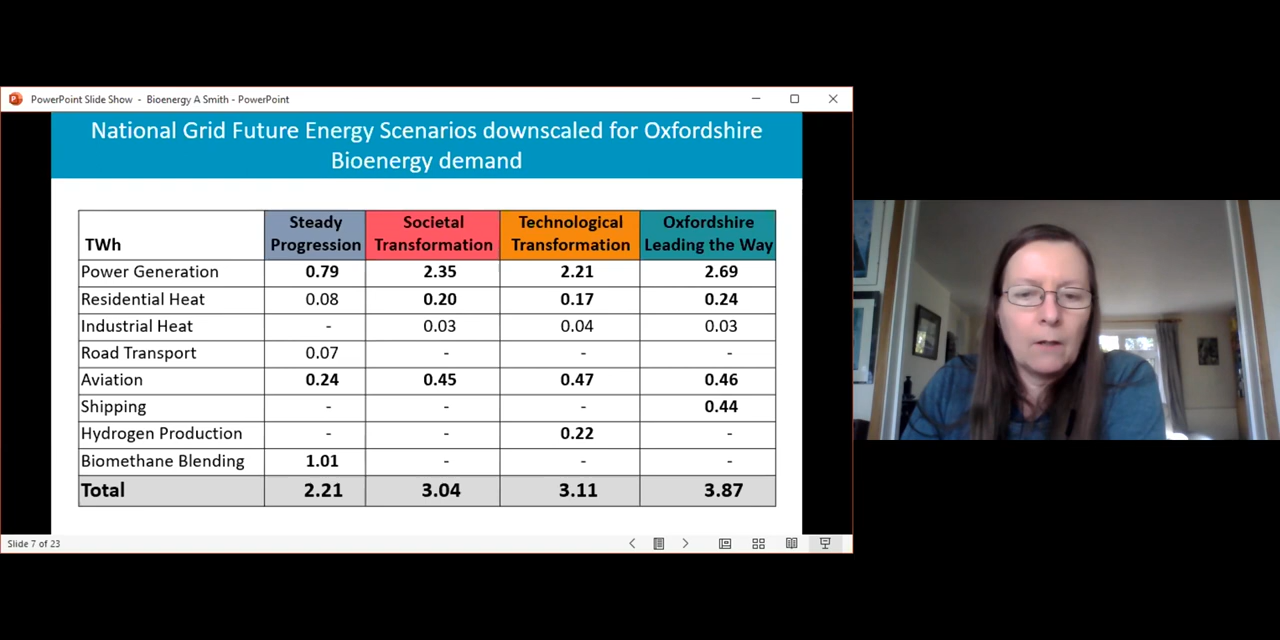 PowerPoint Slide Show - Bioenergy A Smith - PowerPoint
National Grid Future Energy Scenarios downscaled for Oxfordshire
Bioenergy demand
TWh Steady Progression Societal Transformation Technological Transformation Oxfordshire Leading the Way
Power Generation 0.79 2.35 2.21 2.69
Residential Heat 0.08 0.20 0.17 0.24
Industrial Heat - 0.03 0.04 0.03
Road Transport 0.07 - - -
Aviation 0.24 0.45 0.47 0.46
Shipping - - - 0.44
Hydrogen Production - - 0.22 -
Biomethane Blending 1.01 - - -
Total 2.21 3.04 3.11 3.87
Slide 7 of 23